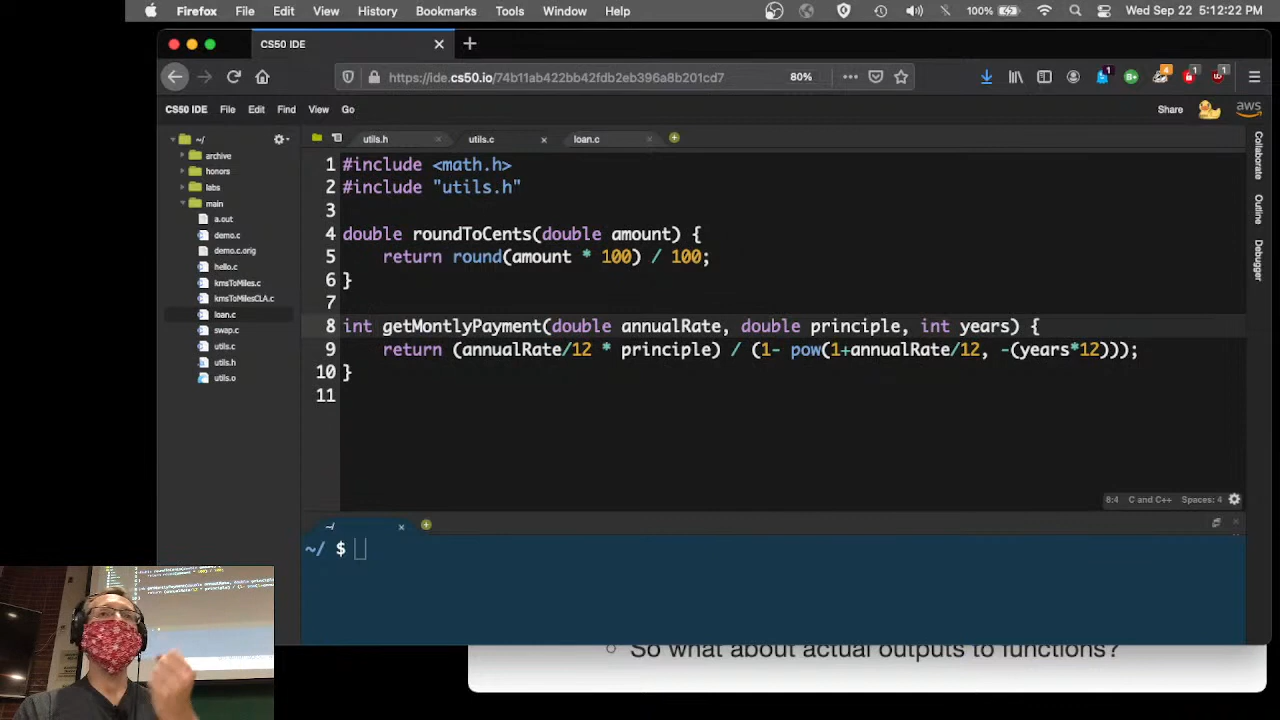 Firefox File Edit View History Bookmarks Tools Window Help 100% Wed Sep 22 5:12:22 PM
CS50 IDE
https://ide.cs50.io/74b11ab422bb42fdb2eb396a8b201cd7 80%
CS50 IDE File Edit Find View Go Share aws
~/
archive
honors
labs
main
a.out
demo.c
demo.c.orig
hello.c
kmsToMiles.c
kmsToMilesCLA.c
loan.c
swap.c
utils.c
utils.h
utils.o
utils.h utils.c loan.c
1 #include <math.h>
2 #include "utils.h"
3
4 double roundToCents(double amount) {
5 return round(amount * 100) / 100;
6 }
7
8 int getMontlyPayment(double annualRate, double principle, int years) {
9 return (annualRate/12 * principle) / (1- pow(1+annualRate/12, -(years*12)));
10 }
11
8:4 C and C++ Spaces: 4
Collaborate
Outline
Debugger
~/
~/ $
So what about actual outputs to functions?